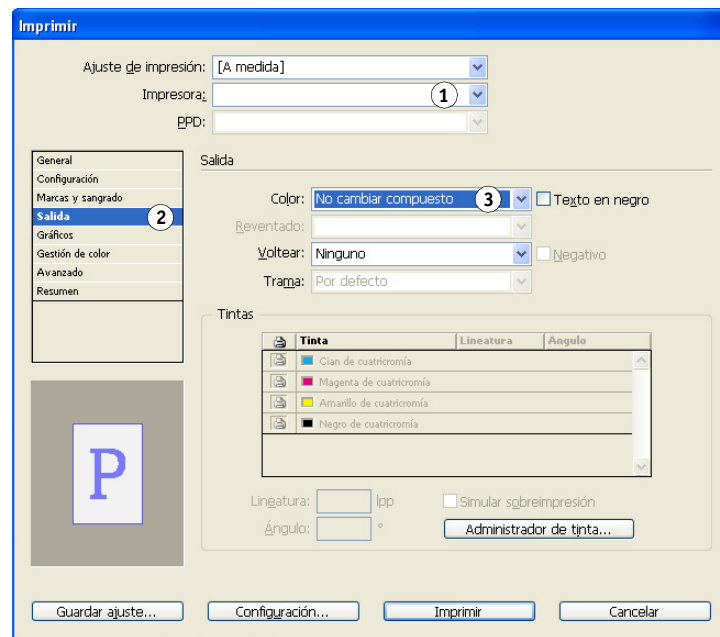 Imprimir
Ajuste de impresión: [A medida]
Impresora: 1
PPD:
General
Configuración
Marcas y sangrado
Salida 2
Gráficos
Gestión de color
Avanzado
Resumen
Salida
Color: No cambiar compuesto 3 Texto en negro
Reventado:
Voltear: Ninguno Negativo
Trama: Por defecto
Tintas
Tinta Lineatura Ángulo
Cian de cuatricromía
Magenta de cuatricromía
Amarillo de cuatricromía
Negro de cuatricromía
P
Lineatura: lpp Simular sobreimpresión
Ángulo: ° Administrador de tinta...
Guardar ajuste... Configuración... Imprimir Cancelar